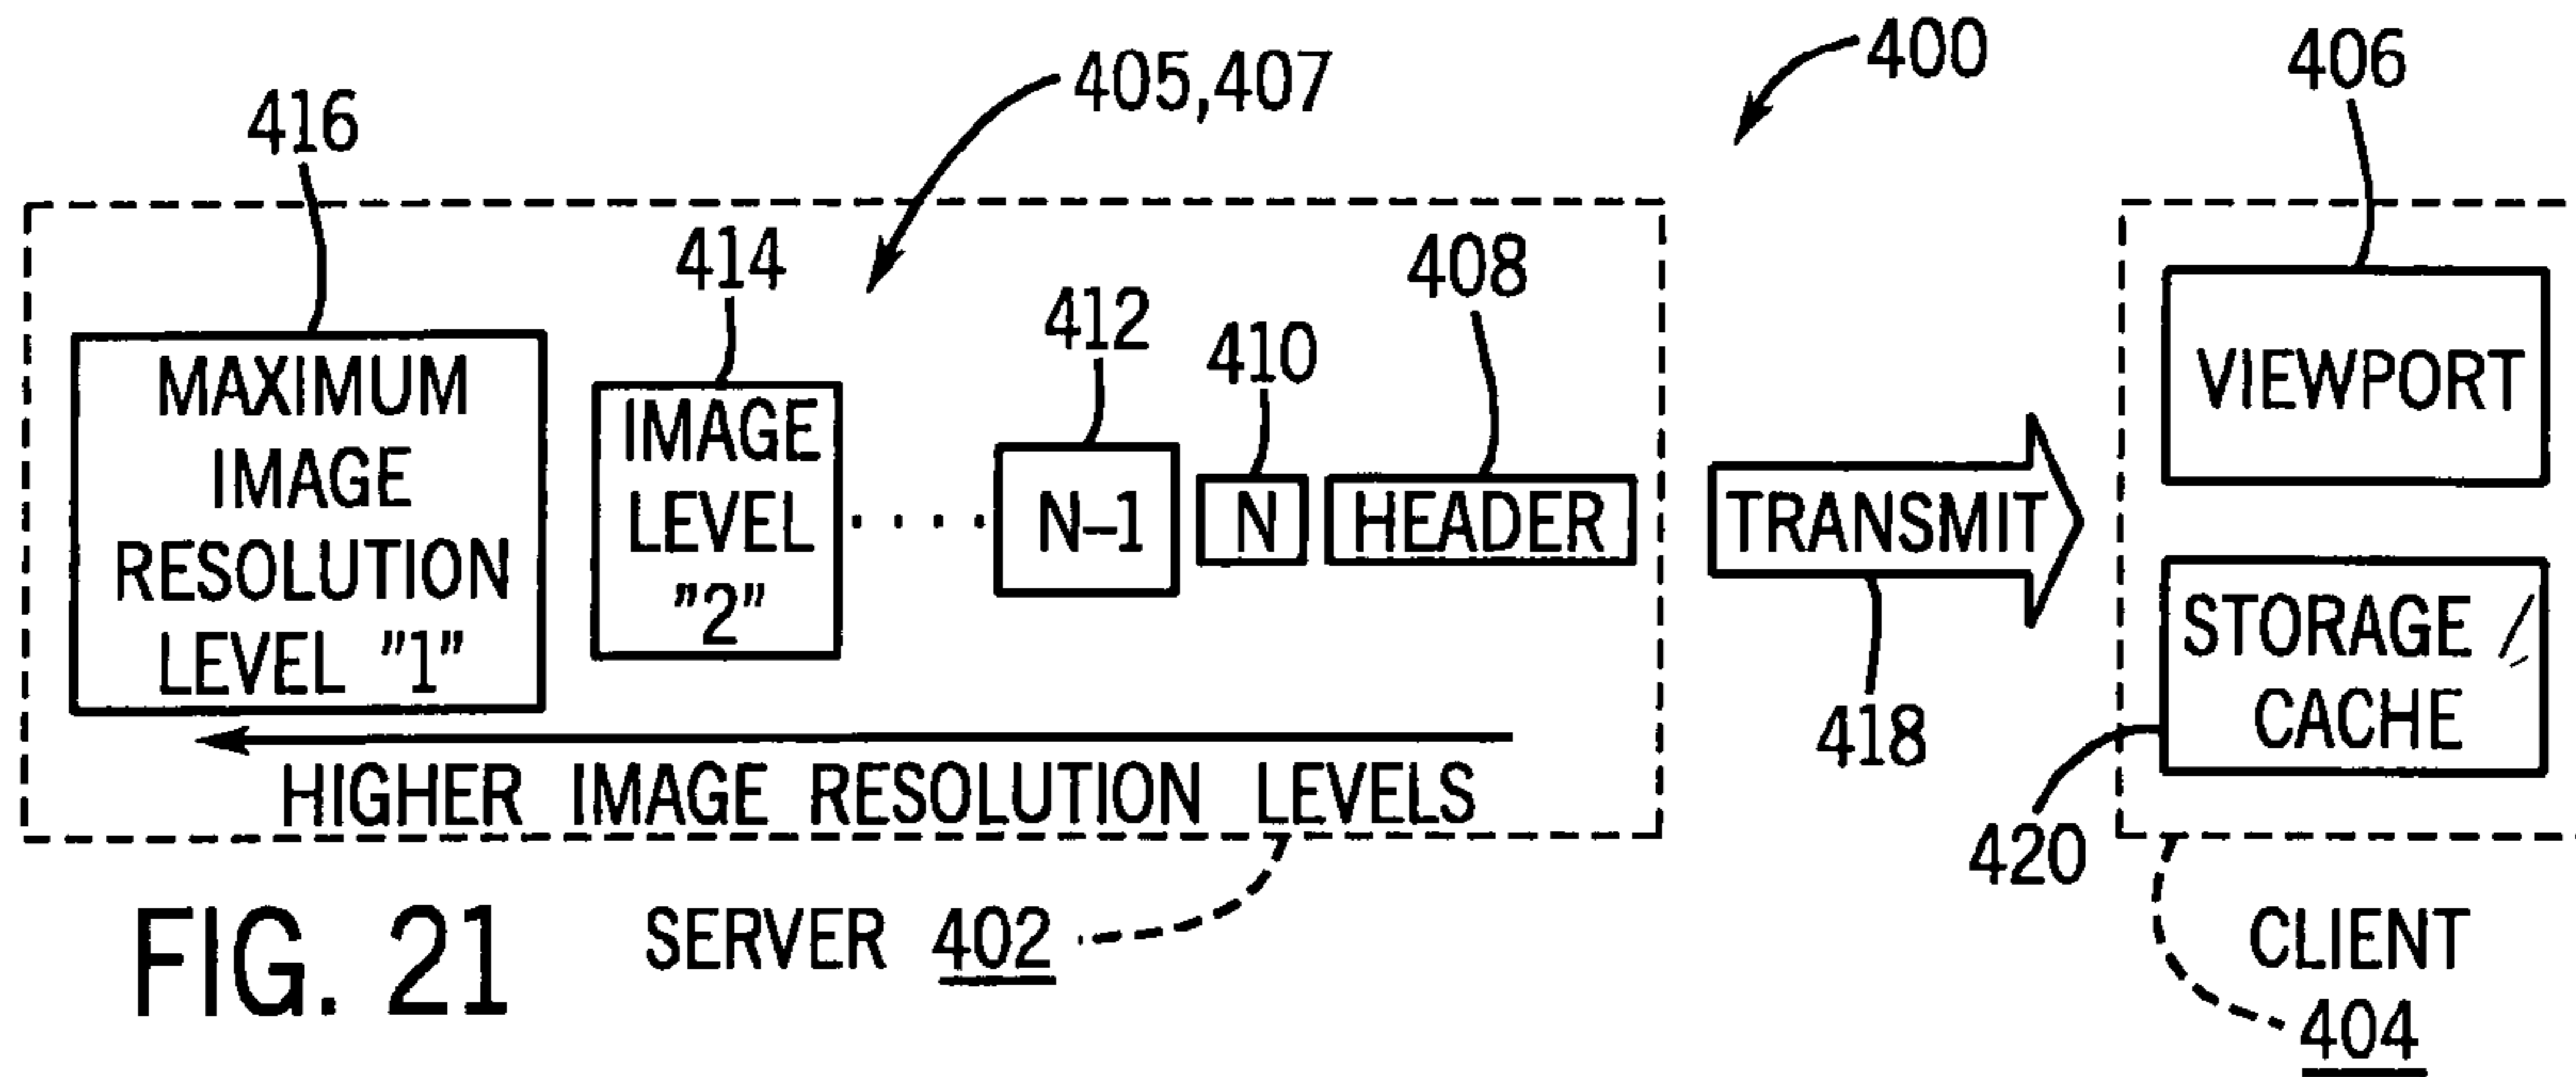 400
405,407
406
416
414
408
412
410
MAXIMUM
IMAGE
RESOLUTION
LEVEL "1"
IMAGE
LEVEL
"2"
N-1
N
HEADER
TRANSMIT
VIEWPORT
STORAGE /
CACHE
418
420
HIGHER IMAGE RESOLUTION LEVELS
SERVER 402
CLIENT
404
FIG. 21